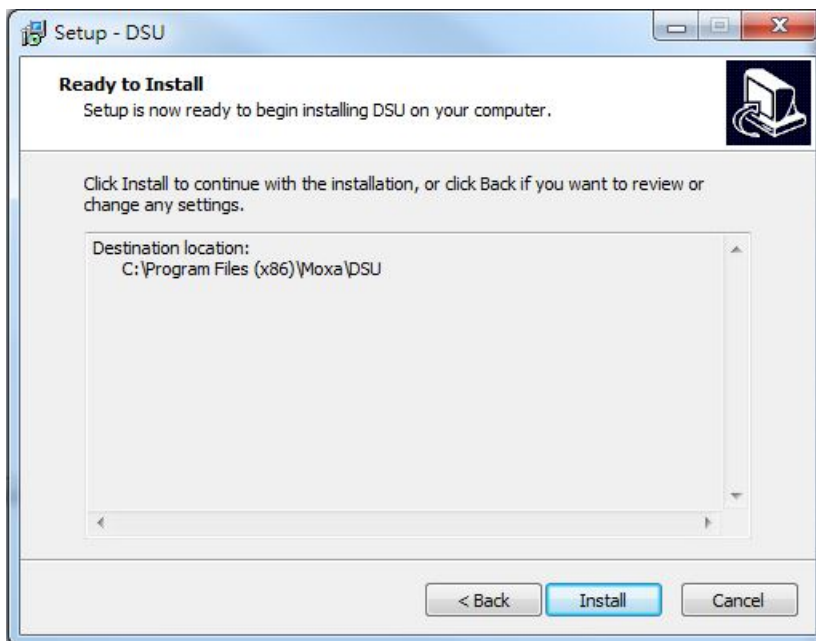 Setup - DSU
Ready to Install
Setup is now ready to begin installing DSU on your computer.
Click Install to continue with the installation, or click Back if you want to review or
change any settings.
Destination location:
C:\Program Files (x86)\Moxa\DSU
< Back
Install
Cancel